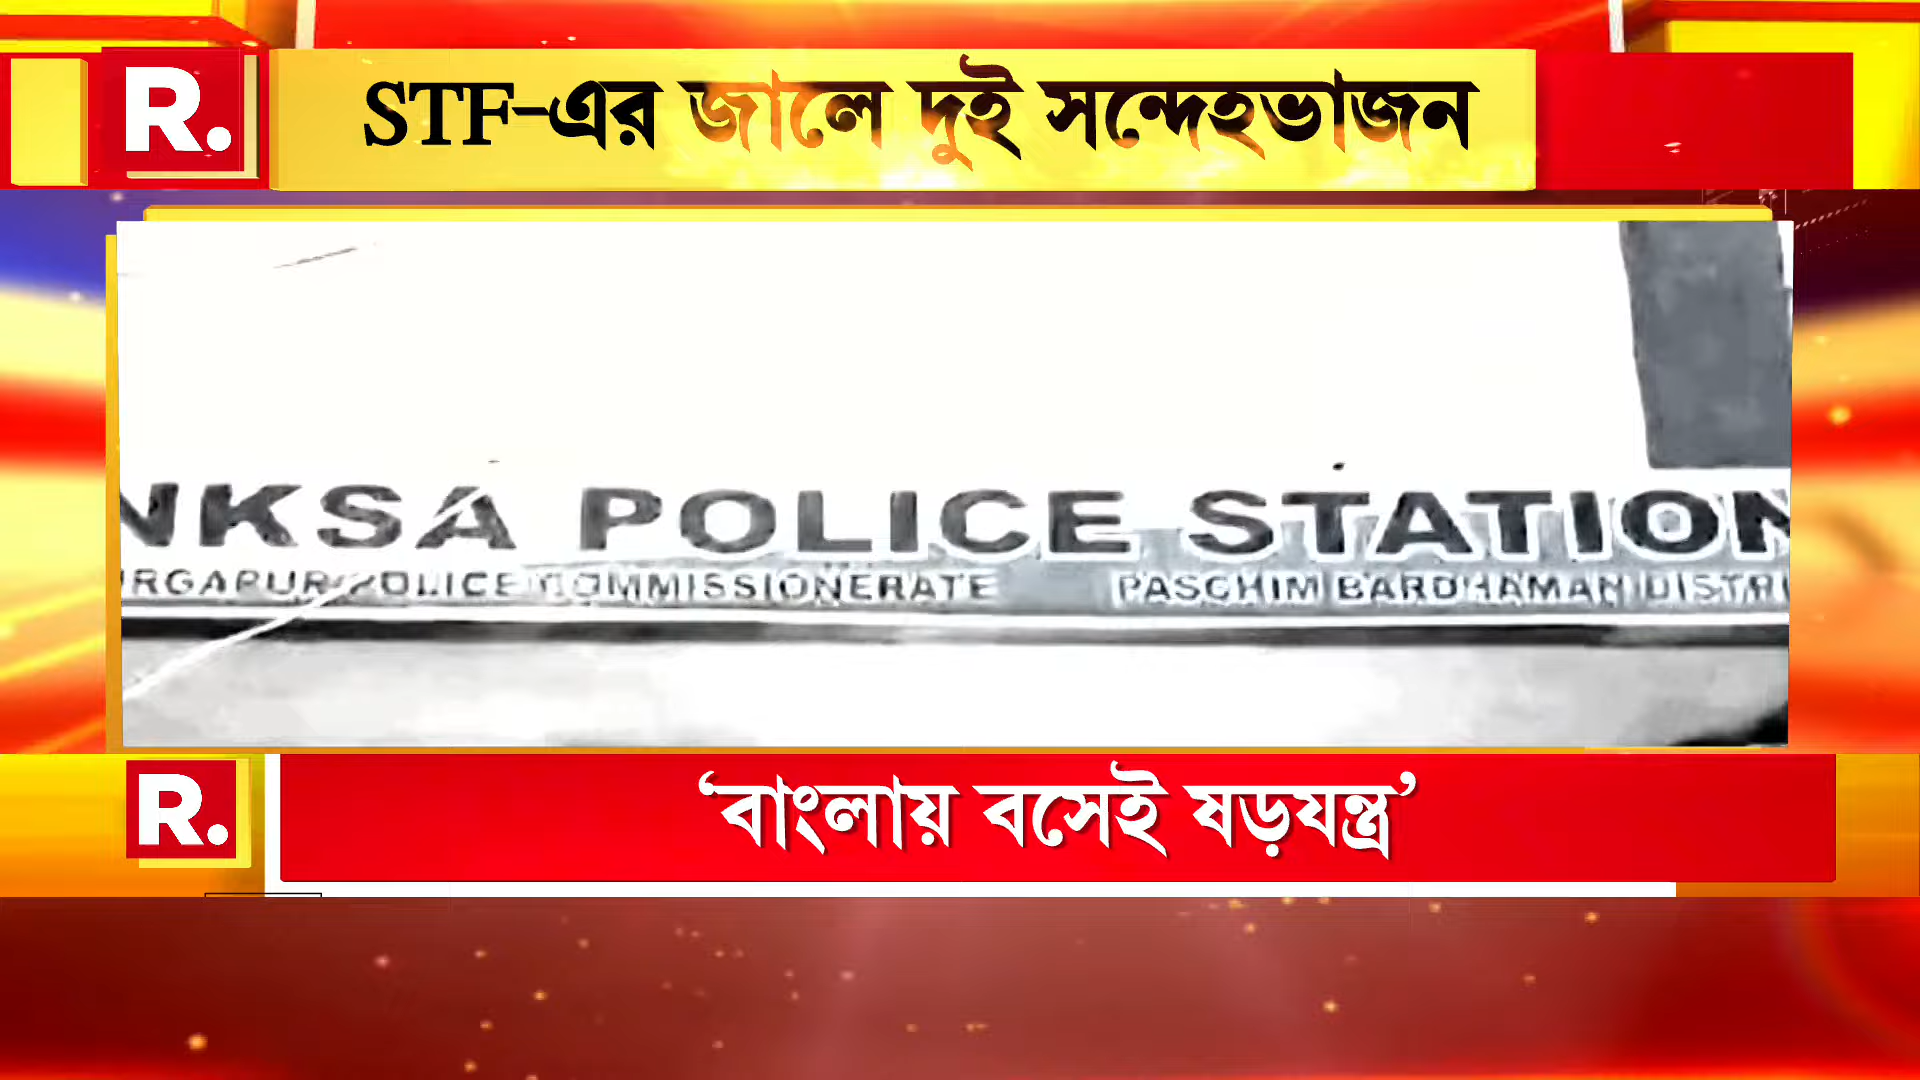 R.
STF-এর জালে দুই সন্দেহভাজন
NKSA POLICE STATION
RGAPUR POLICE COMMISSIONERATE PASCHIM BARDHAMAN DISTRI
R.
‘বাংলায় বসেই ষড়যন্ত্র’